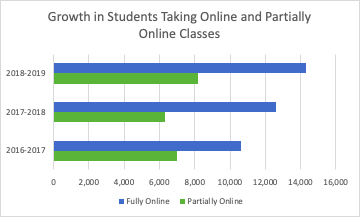 Growth in Students Taking Online and Partially
Online Classes
2018-2019
2017-2018
2016-2017
0 2,000 4,000 6,000 8,000 10,000 12,000 14,000 16,000
Fully Online Partially Online